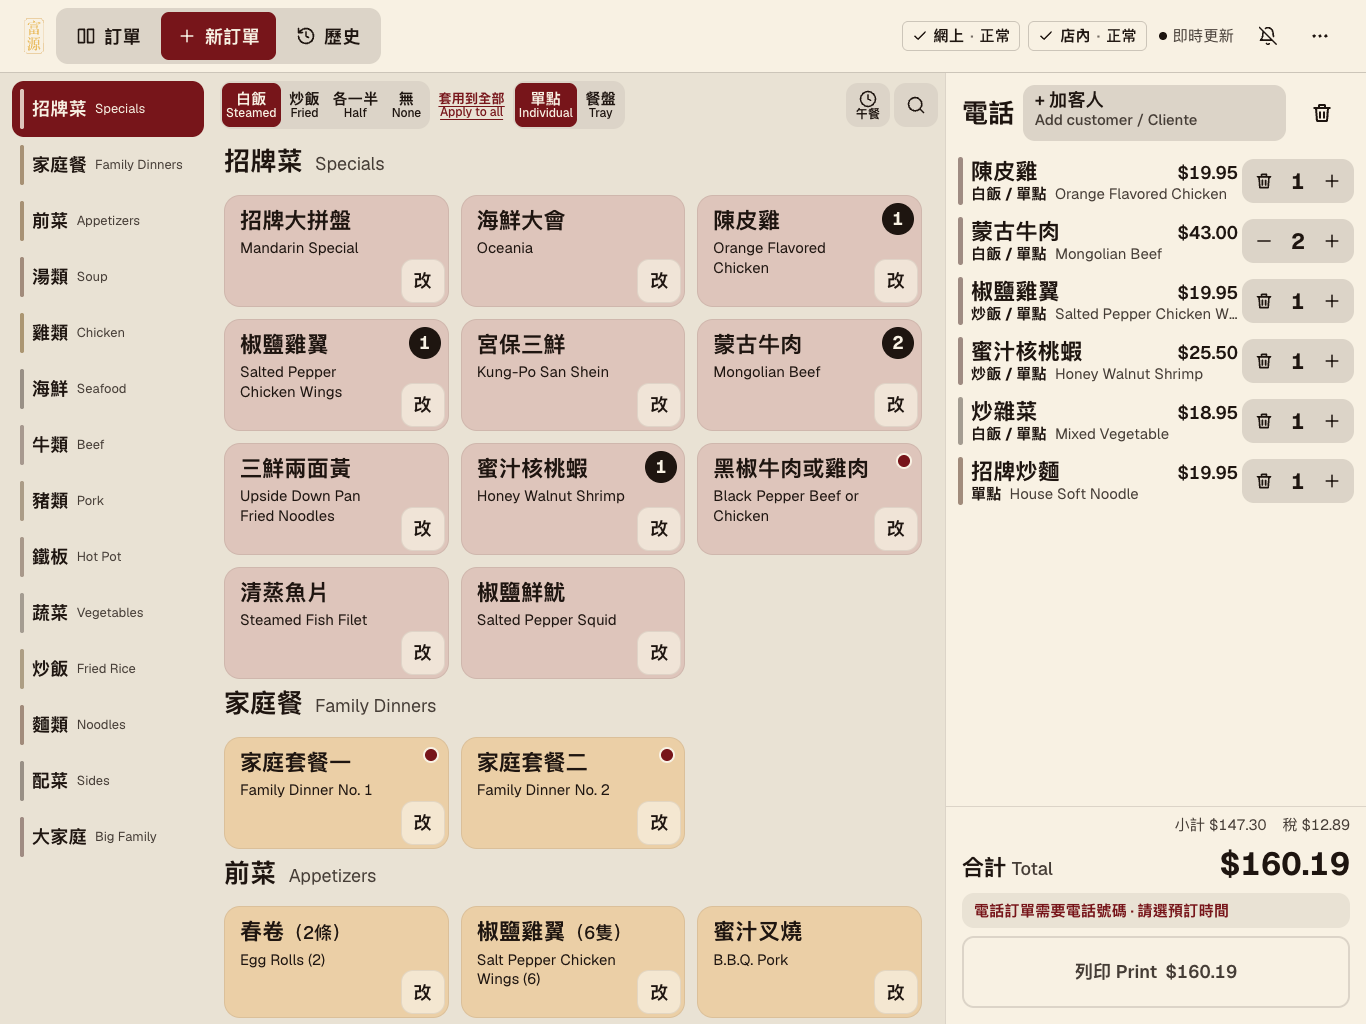 富源
訂單
新訂單
歷史
網上 · 正常
店內 · 正常
即時更新
招牌菜 Specials
家庭餐 Family Dinners
前菜 Appetizers
湯類 Soup
雞類 Chicken
海鮮 Seafood
牛類 Beef
豬類 Pork
鐵板 Hot Pot
蔬菜 Vegetables
炒飯 Fried Rice
麵類 Noodles
配菜 Sides
大家庭 Big Family
白飯
Steamed
炒飯
Fried
各一半
Half
無
None
套用到全部
Apply to all
單點
Individual
餐盤
Tray
午餐
招牌菜 Specials
招牌大拼盤
Mandarin Special
改
海鮮大會
Oceania
改
陳皮雞
1
Orange Flavored
Chicken
改
椒鹽雞翼
1
Salted Pepper
Chicken Wings
改
宮保三鮮
Kung-Po San Shein
改
蒙古牛肉
2
Mongolian Beef
改
三鮮兩面黃
Upside Down Pan
Fried Noodles
改
蜜汁核桃蝦
1
Honey Walnut Shrimp
改
黑椒牛肉或雞肉
Black Pepper Beef or
Chicken
改
清蒸魚片
Steamed Fish Filet
改
椒鹽鮮魷
Salted Pepper Squid
改
家庭餐 Family Dinners
家庭套餐一
Family Dinner No. 1
改
家庭套餐二
Family Dinner No. 2
改
前菜 Appetizers
春卷（2條）
Egg Rolls (2)
改
椒鹽雞翼（6隻）
Salt Pepper Chicken
Wings (6)
改
蜜汁叉燒
B.B.Q. Pork
改
電話
+ 加客人
Add customer / Cliente
陳皮雞 $19.95
白飯 / 單點 Orange Flavored Chicken
1 +
蒙古牛肉 $43.00
白飯 / 單點 Mongolian Beef
− 2 +
椒鹽雞翼 $19.95
炒飯 / 單點 Salted Pepper Chicken W…
1 +
蜜汁核桃蝦 $25.50
炒飯 / 單點 Honey Walnut Shrimp
1 +
炒雜菜 $18.95
白飯 / 單點 Mixed Vegetable
1 +
招牌炒麵 $19.95
單點 House Soft Noodle
1 +
小計 $147.30 稅 $12.89
合計 Total $160.19
電話訂單需要電話號碼 · 請選預訂時間
列印 Print $160.19